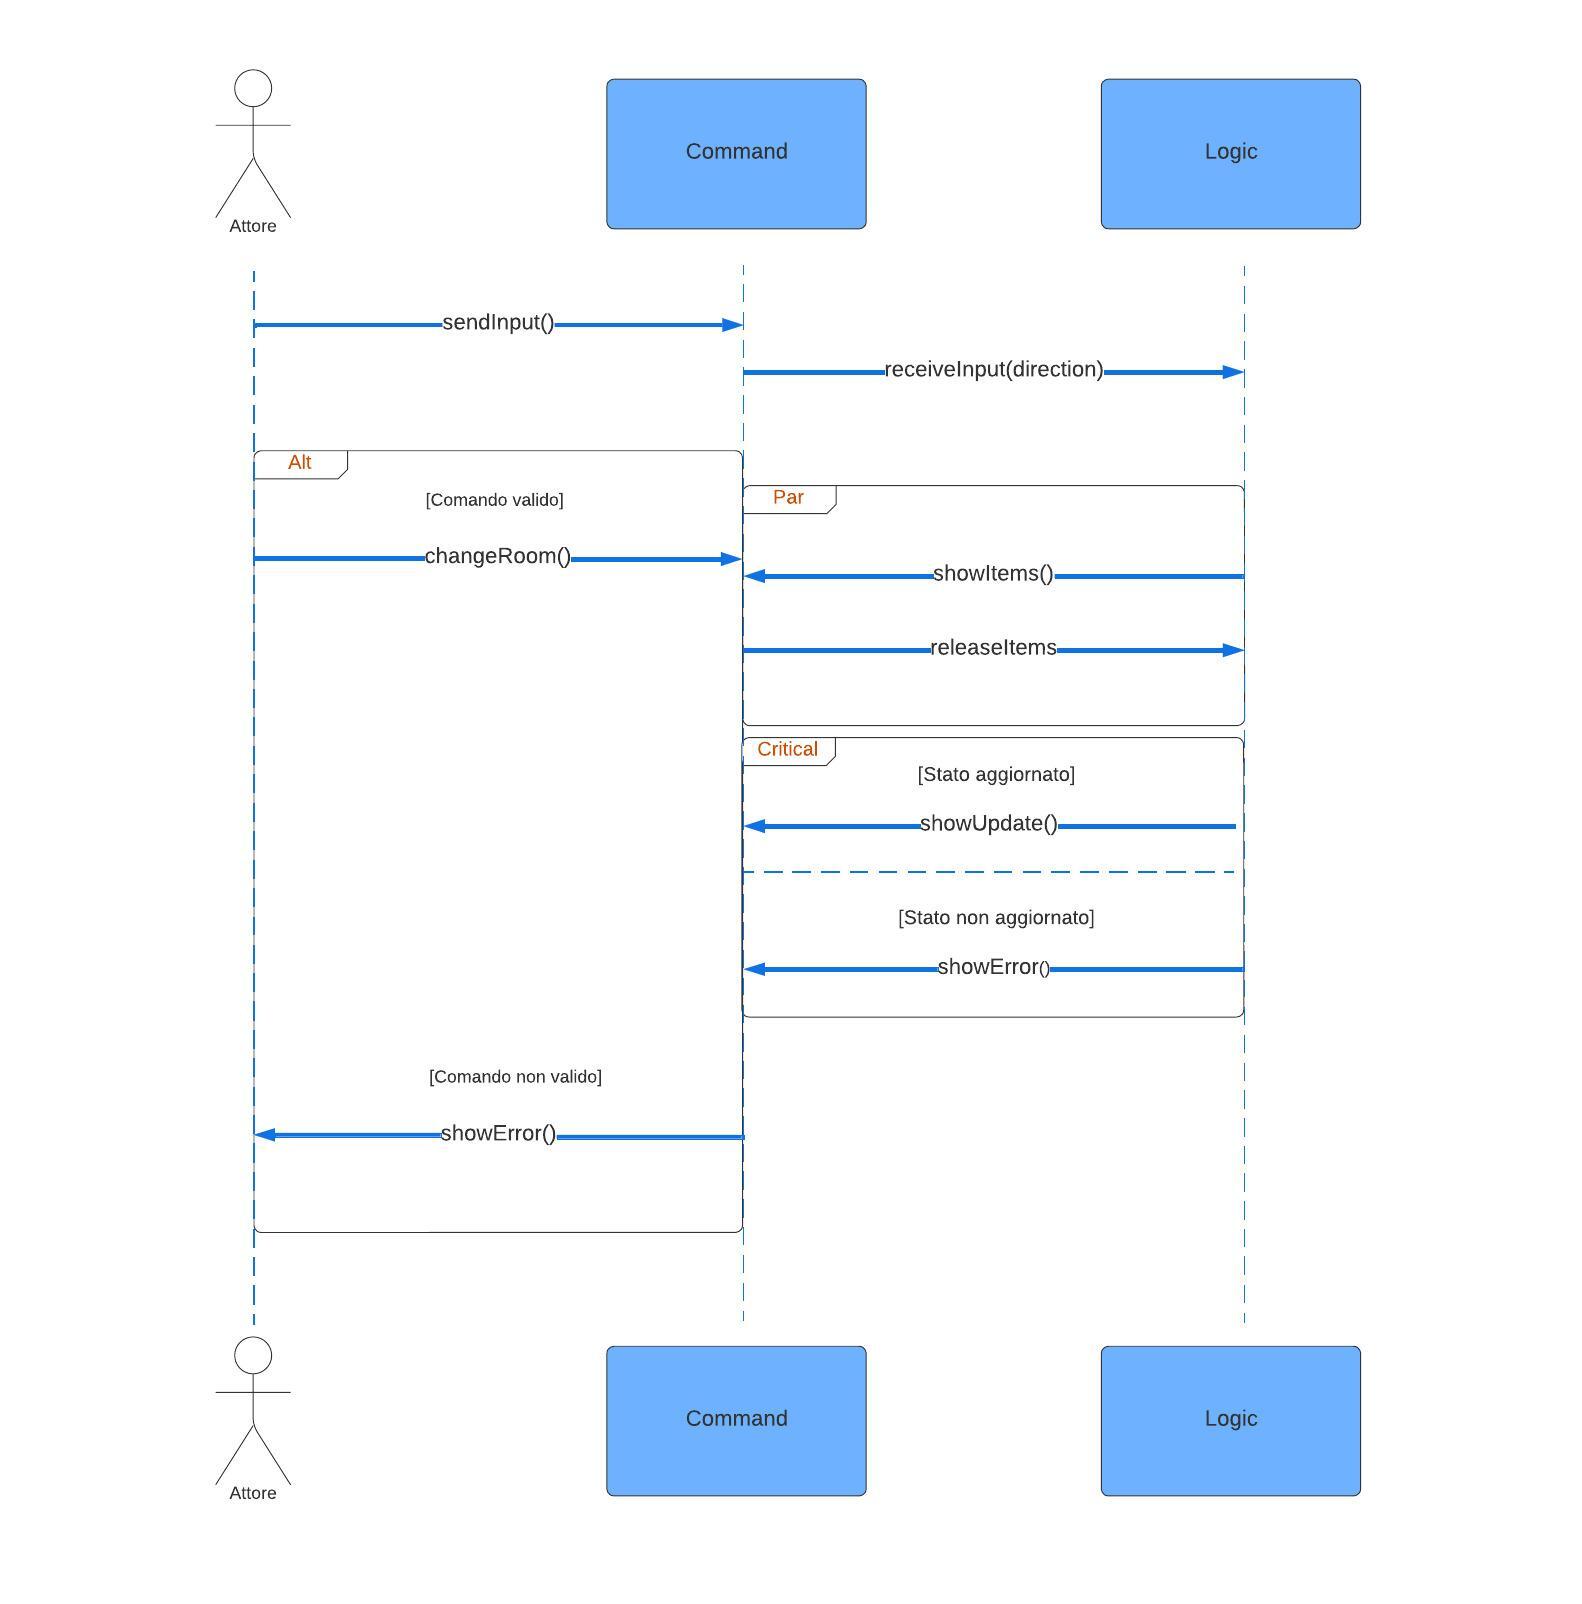 Attore
Command
Logic
sendInput()
receiveInput(direction)
Alt
[Comando valido]
Par
changeRoom()
showItems()
releaseItems
Critical
[Stato aggiornato]
showUpdate()
[Stato non aggiornato]
showError()
[Comando non valido]
showError()
Attore
Command
Logic